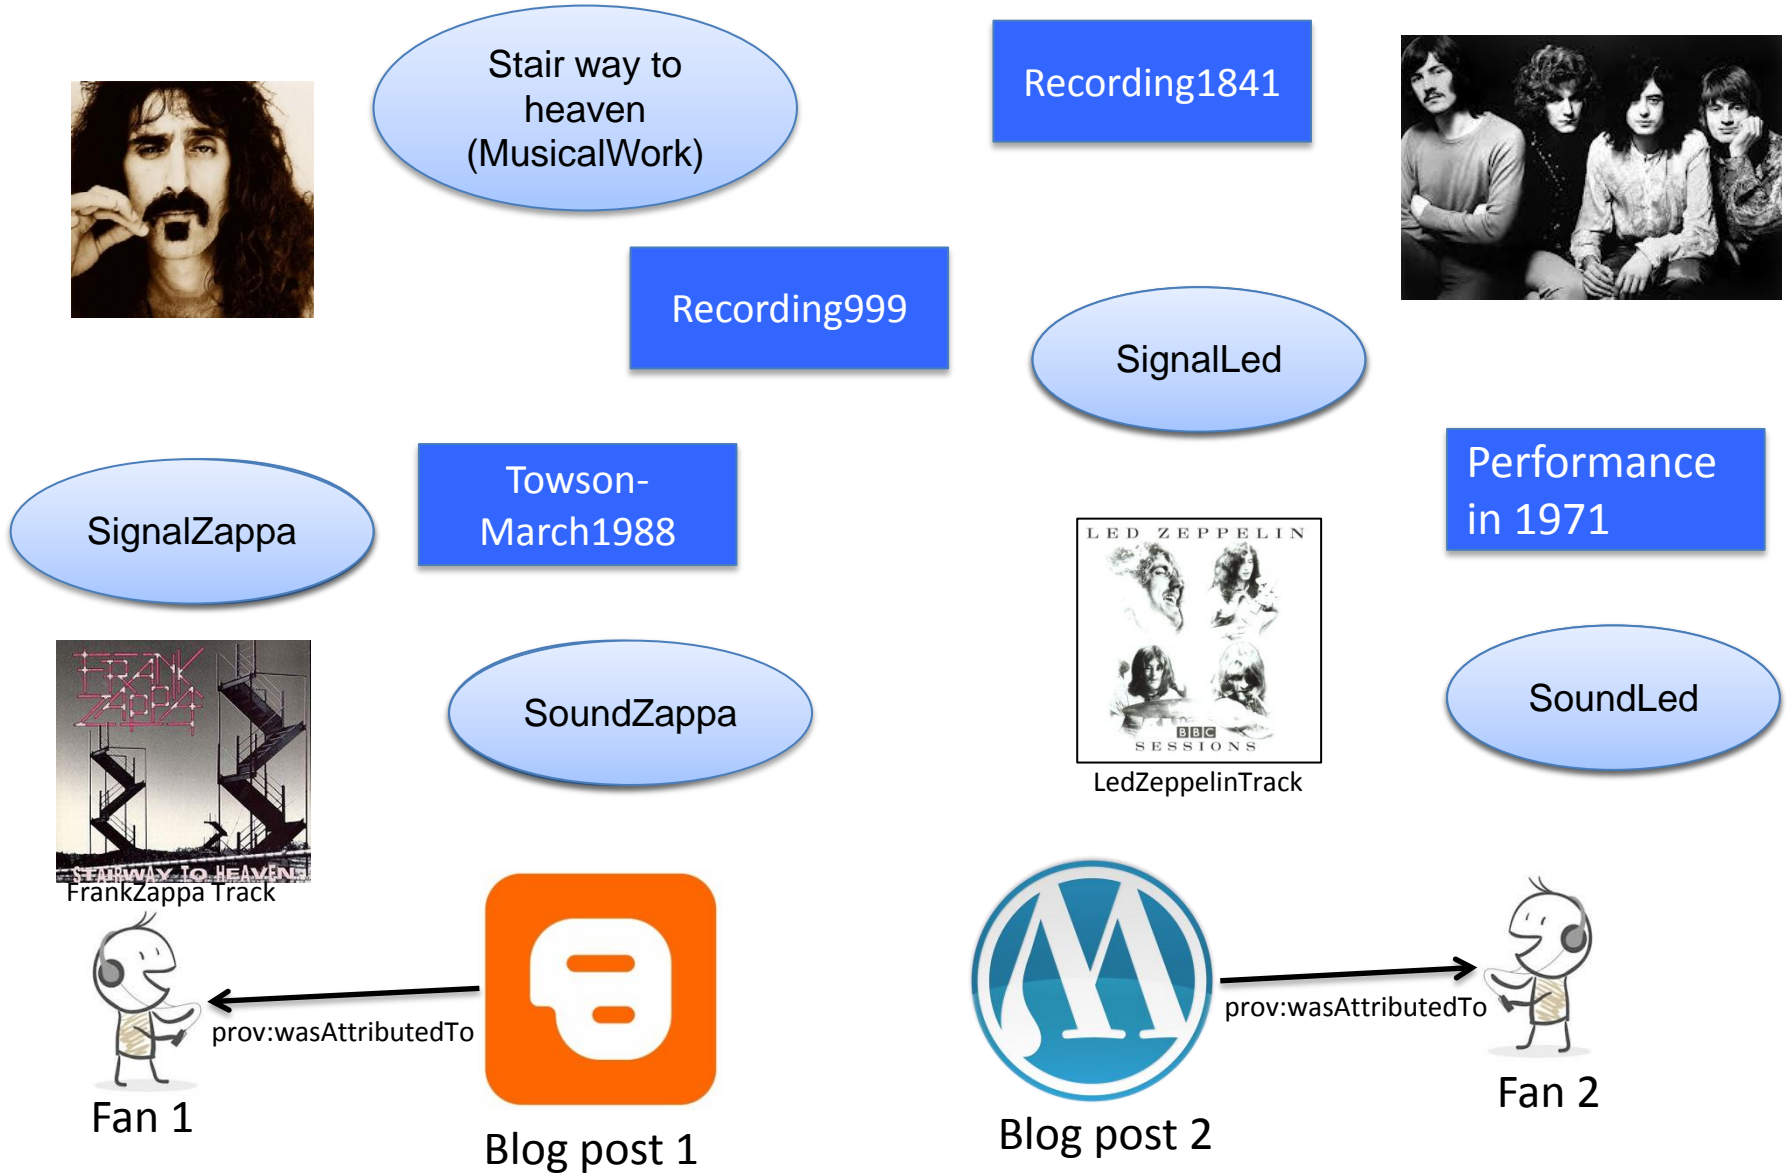 Stair way to
heaven
(MusicalWork)
Recording1841
Recording999
SignalLed
Towson-
March1988
Performance
in 1971
SignalZappa
LED ZEPPELIN
BBC
SESSIONS
LedZeppelinTrack
FRANK
ZAPPA
STAIRWAY TO HEAVEN
FrankZappa Track
SoundZappa
SoundLed
prov:wasAttributedTo
prov:wasAttributedTo
Fan 1
Blog post 1
Blog post 2
Fan 2